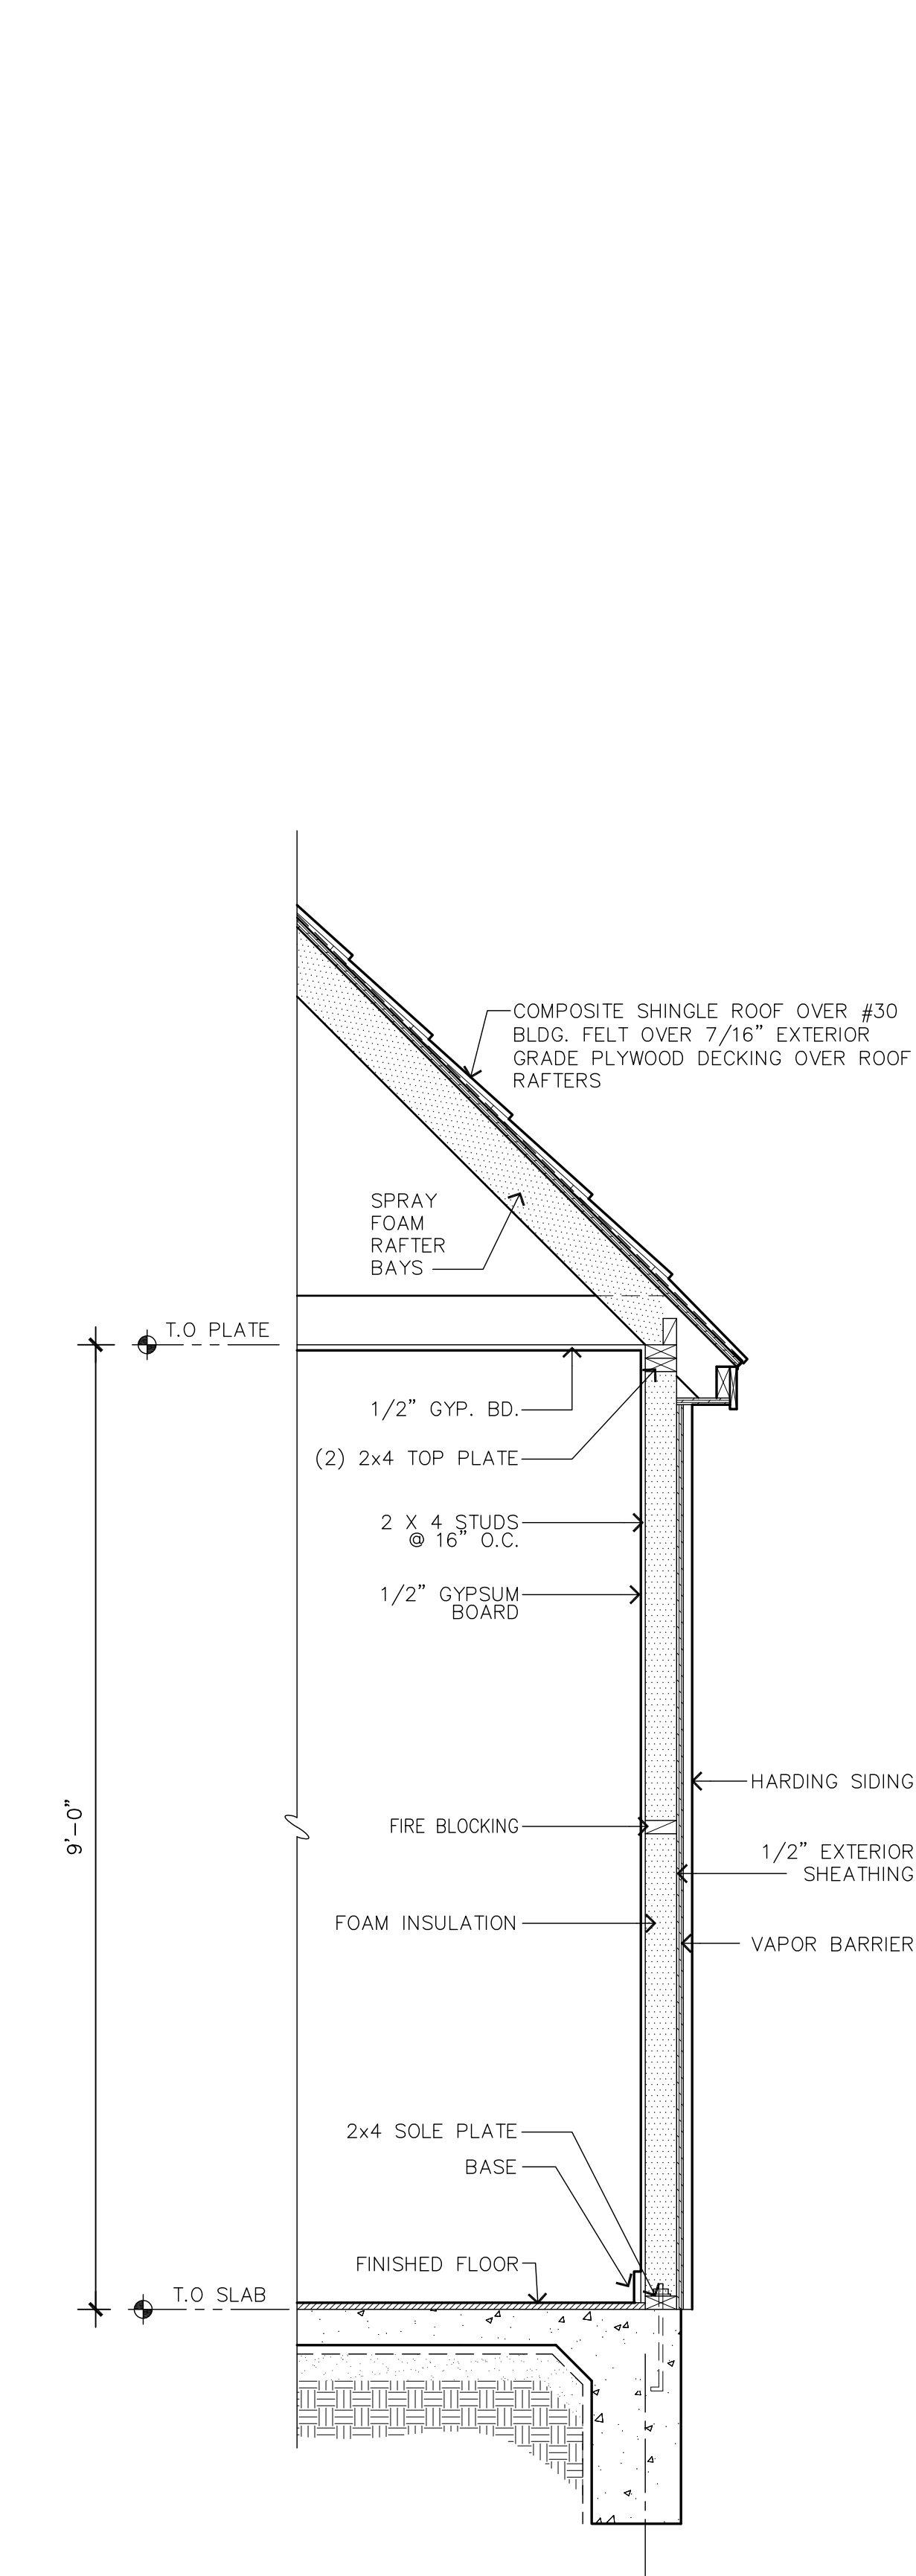 COMPOSITE SHINGLE ROOF OVER #30
BLDG. FELT OVER 7/16” EXTERIOR
GRADE PLYWOOD DECKING OVER ROOF
RAFTERS
SPRAY
FOAM
RAFTER
BAYS
T.O PLATE
1/2” GYP. BD.
(2) 2x4 TOP PLATE
2 X 4 STUDS
@ 16” O.C.
1/2” GYPSUM
BOARD
HARDING SIDING
9’-0”
FIRE BLOCKING
1/2” EXTERIOR
SHEATHING
FOAM INSULATION
VAPOR BARRIER
2x4 SOLE PLATE
BASE
FINISHED FLOOR
T.O SLAB